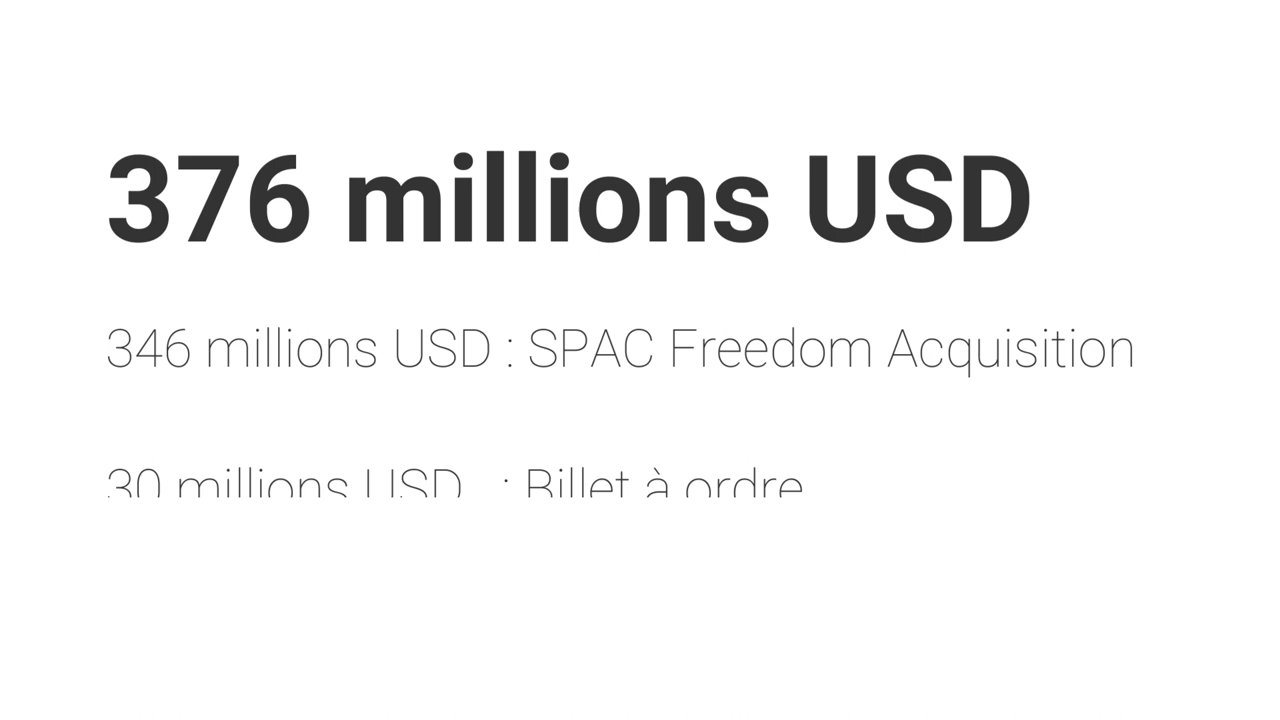 376 millions USD
346 millions USD : SPAC Freedom Acquisition
30 millions USD : Billet à ordre